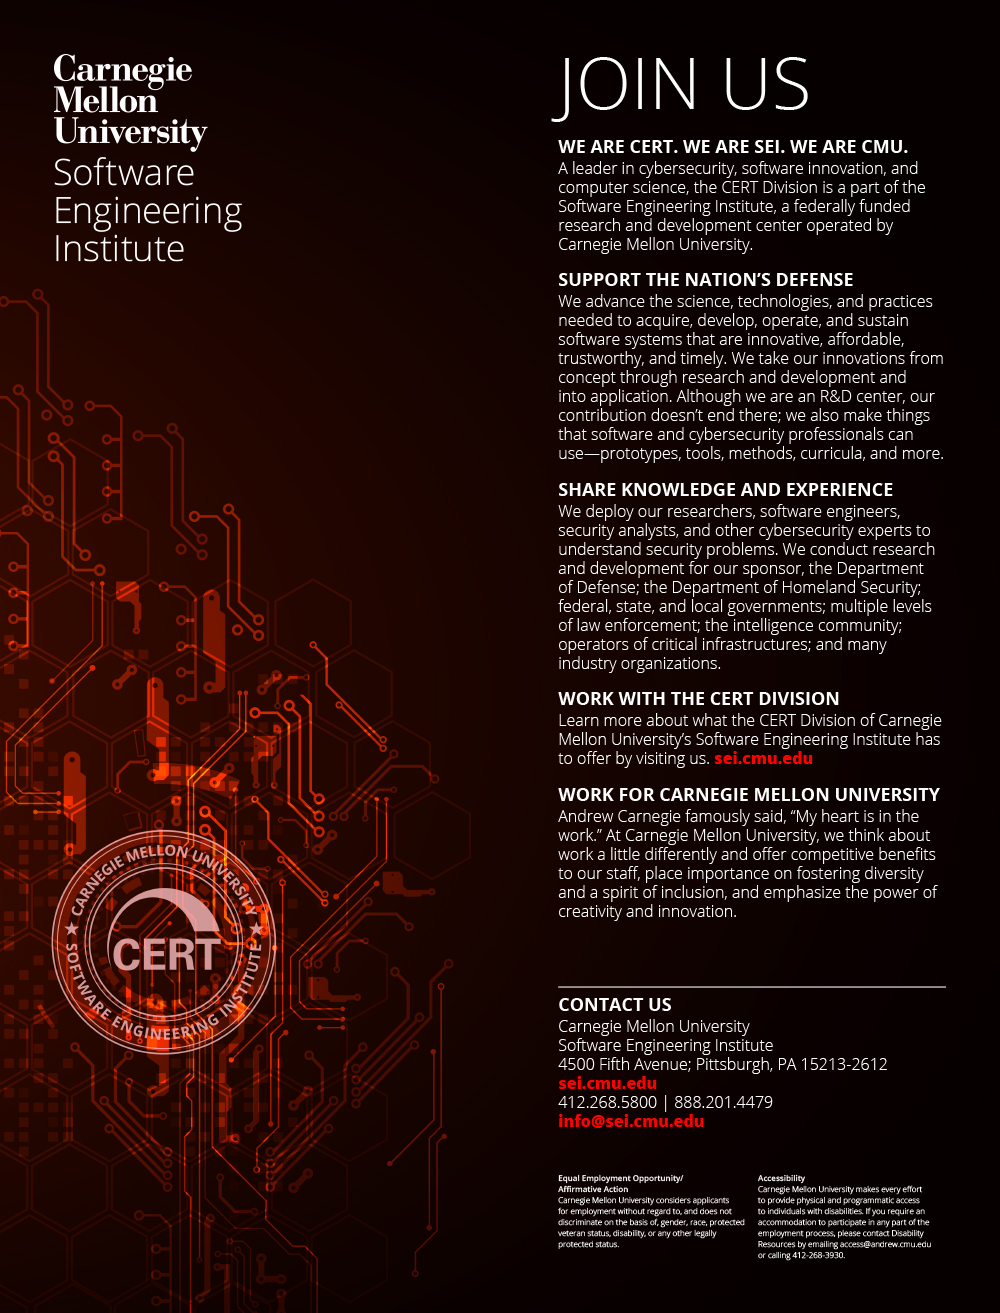 Carnegie
Mellon
University
Software
Engineering
Institute
JOIN US
WE ARE CERT. WE ARE SEI. WE ARE CMU.
A leader in cybersecurity, software innovation, and
computer science, the CERT Division is a part of the
Software Engineering Institute, a federally funded
research and development center operated by
Carnegie Mellon University.
SUPPORT THE NATION’S DEFENSE
We advance the science, technologies, and practices
needed to acquire, develop, operate, and sustain
software systems that are innovative, affordable,
trustworthy, and timely. We take our innovations from
concept through research and development and
into application. Although we are an R&D center, our
contribution doesn’t end there; we also make things
that software and cybersecurity professionals can
use—prototypes, tools, methods, curricula, and more.
SHARE KNOWLEDGE AND EXPERIENCE
We deploy our researchers, software engineers,
security analysts, and other cybersecurity experts to
understand security problems. We conduct research
and development for our sponsor, the Department
of Defense; the Department of Homeland Security;
federal, state, and local governments; multiple levels
of law enforcement; the intelligence community;
operators of critical infrastructures; and many
industry organizations.
WORK WITH THE CERT DIVISION
Learn more about what the CERT Division of Carnegie
Mellon University’s Software Engineering Institute has
to offer by visiting us. sei.cmu.edu
WORK FOR CARNEGIE MELLON UNIVERSITY
Andrew Carnegie famously said, “My heart is in the
work.” At Carnegie Mellon University, we think about
work a little differently and offer competitive benefits
to our staff, place importance on fostering diversity
and a spirit of inclusion, and emphasize the power of
creativity and innovation.
CARNEGIE MELLON UNIVERSITY
CERT
SOFTWARE ENGINEERING INSTITUTE
CONTACT US
Carnegie Mellon University
Software Engineering Institute
4500 Fifth Avenue; Pittsburgh, PA 15213-2612
sei.cmu.edu
412.268.5800 | 888.201.4479
info@sei.cmu.edu
Equal Employment Opportunity/
Affirmative Action
Carnegie Mellon University considers applicants
for employment without regard to, and does not
discriminate on the basis of, gender, race, protected
veteran status, disability, or any other legally
protected status.
Accessibility
Carnegie Mellon University makes every effort
to provide physical and programmatic access
to individuals with disabilities. If you require an
accommodation to participate in any part of the
employment process, please contact Disability
Resources by emailing access@andrew.cmu.edu
or calling 412-268-3930.